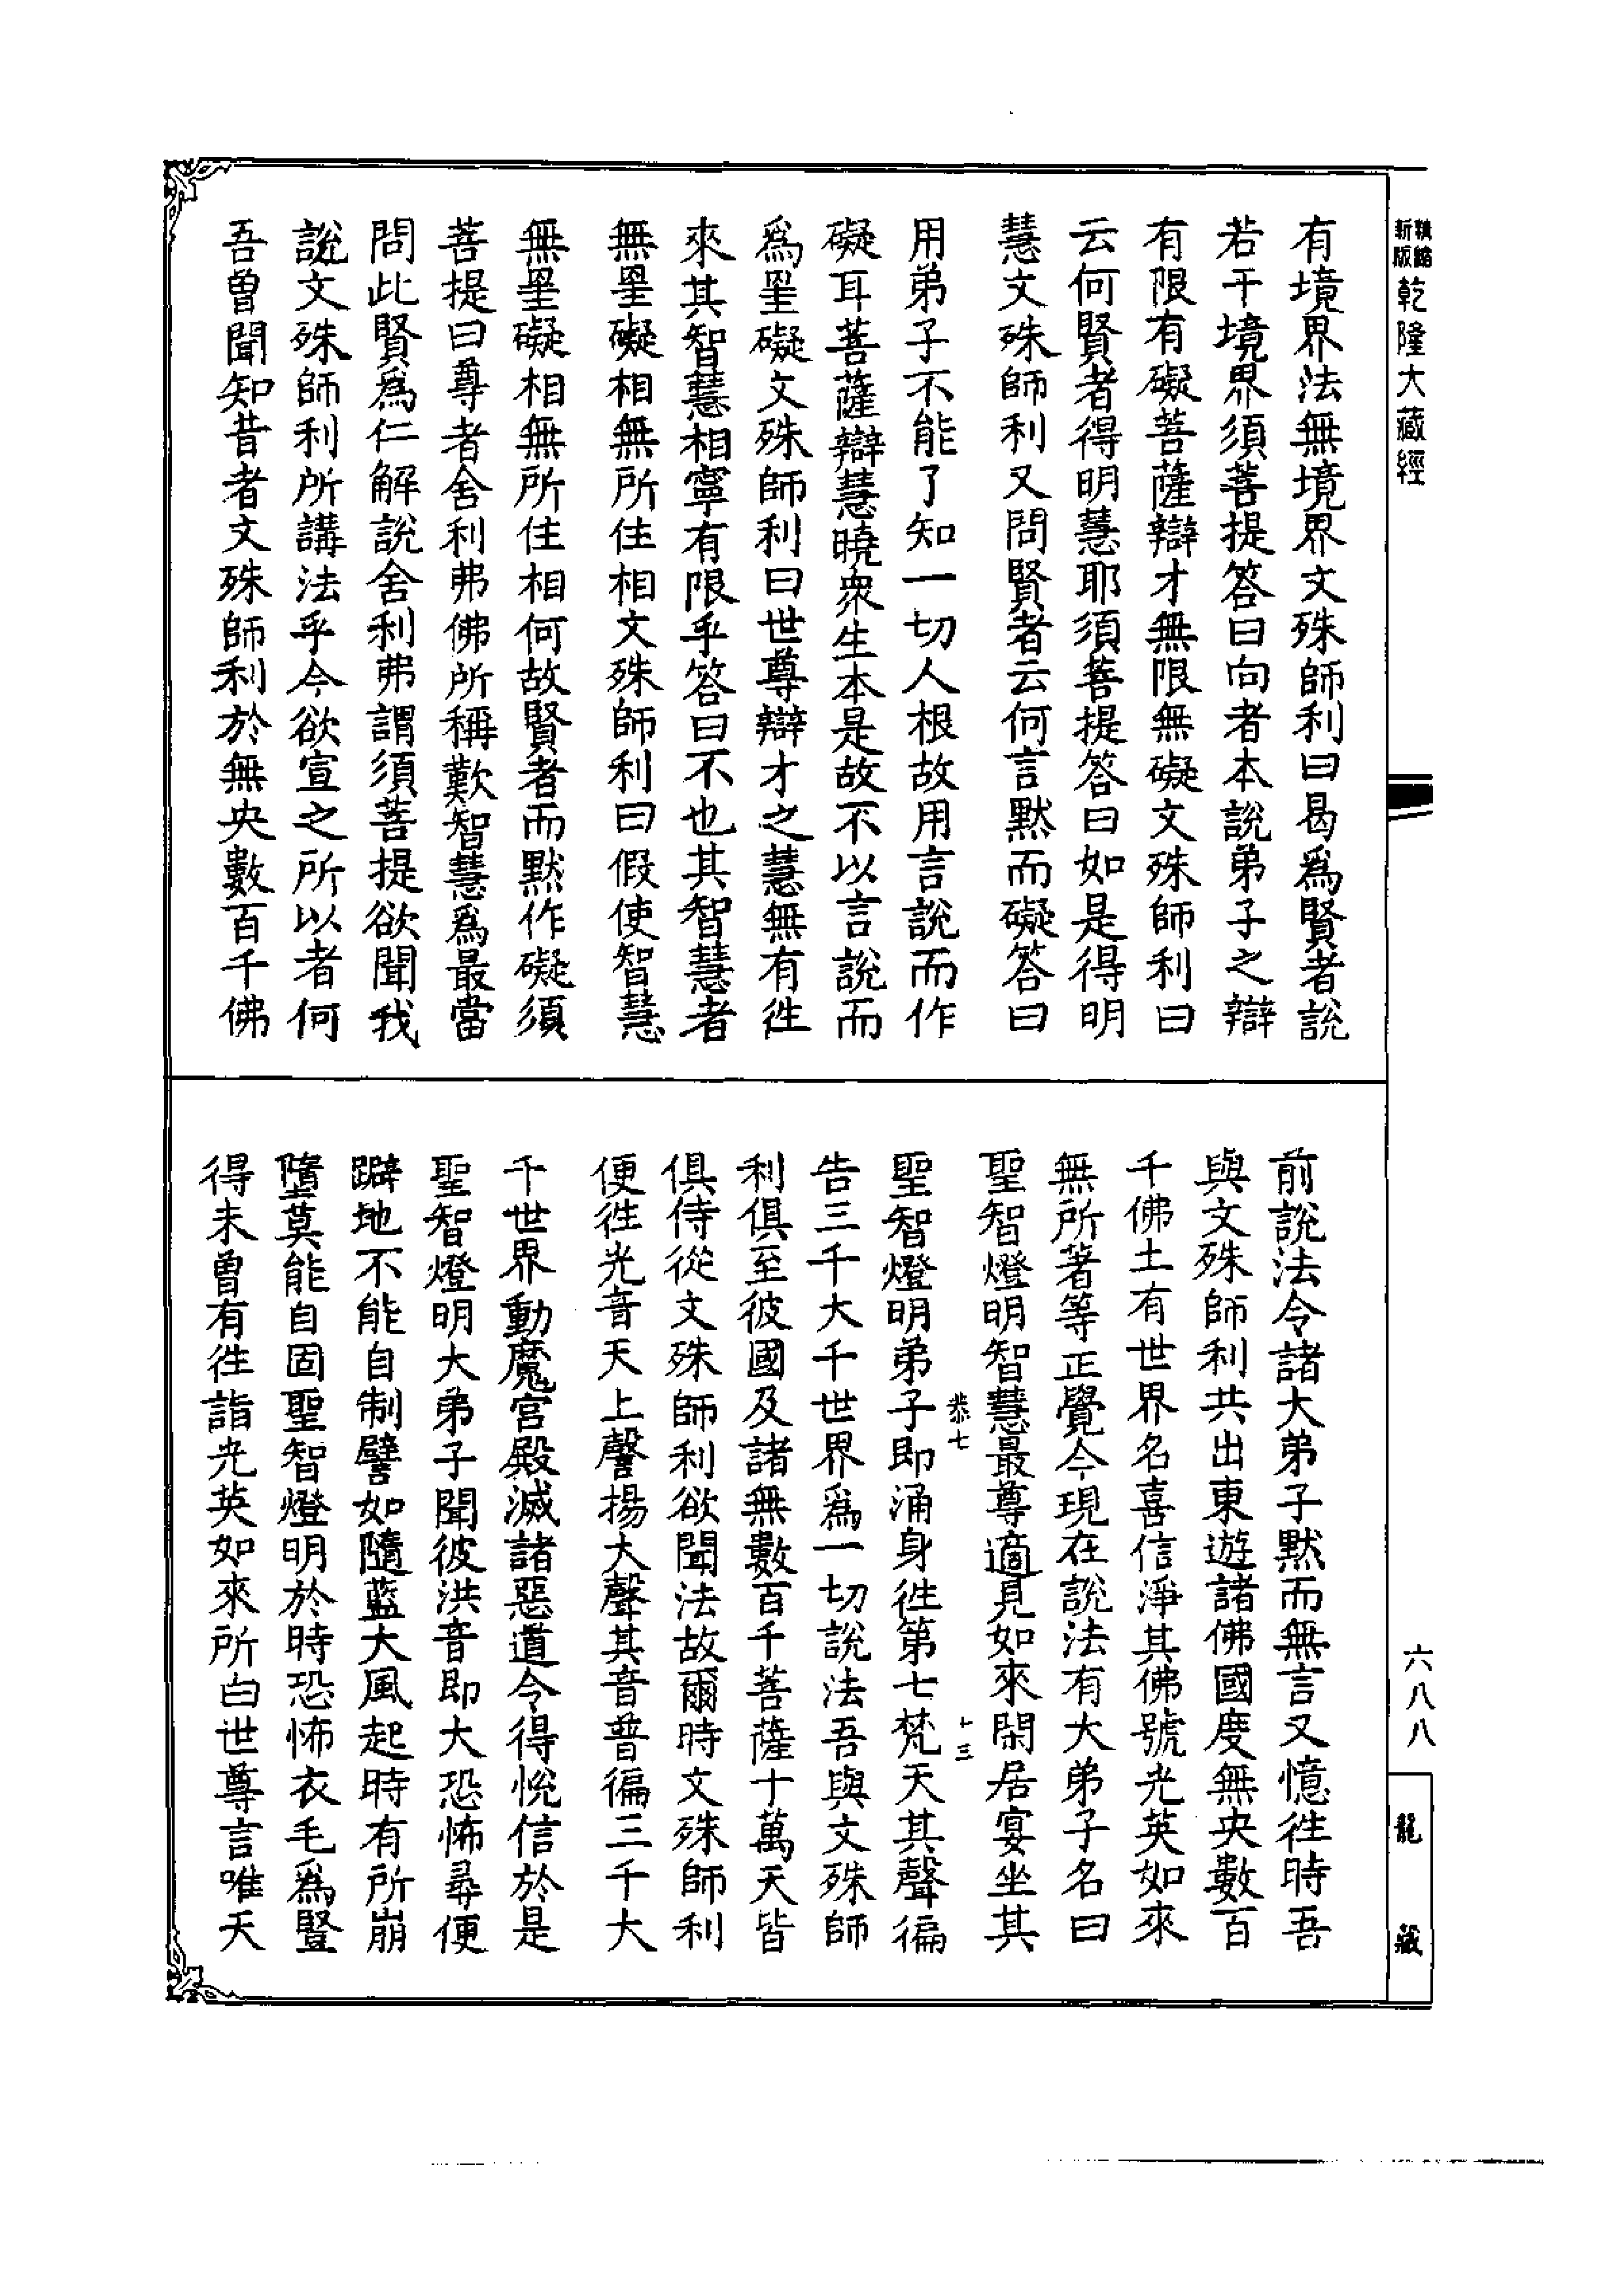 新版 乾隆大藏經
有境界法無境界文殊師利曰曷爲賢者說
若干境界須菩提答曰向者本說弟子之辯
有限有礙菩薩辯才無限無礙文殊師利曰
云何賢者得明慧耶須菩提答曰如是得明
慧文殊師利又問賢者云何言默而礙答曰
用弟子不能了知一切人根故用言說而作
礙耳菩薩辯慧曉衆生本是故不以言說而
爲罣礙文殊師利曰世尊辯才之慧無有往
來其智慧相寧有限乎答曰不也其智慧者
無罣礙相無所住相文殊師利曰假使智慧
無罣礙相無所住相何故賢者而默作礙須
菩提曰尊者舍利弗佛所稱歎智慧爲最當
問此賢爲仁解說舍利弗謂須菩提欲聞我
說文殊師利所講法乎今欲宣之所以者何
吾曾聞知昔者文殊師利於無央數百千佛
前說法令諸大弟子默而無言又憶往時吾
與文殊師利共出東遊諸佛國度無央數百
千佛土有世界名喜信淨其佛號光英如來
無所著等正覺今現在說法有大弟子名曰
聖智燈明智慧最尊適見如來閑居宴坐其
恭七 十三
聖智燈明弟子即涌身往第七梵天其聲徧
告三千大千世界爲一切說法吾與文殊師
利俱至彼國及諸無數百千菩薩十萬天皆
俱侍從文殊師利欲聞法故爾時文殊師利
便往光音天上謦揚大聲其音普徧三千大
千世界動魔宮殿滅諸惡道令得悅信於是
聖智燈明大弟子聞彼洪音即大恐怖尋便
躃地不能自制譬如隨藍大風起時有所崩
墮莫能自固聖智燈明於時恐怖衣毛爲豎
得未曾有往詣光英如來所白世尊言唯天
六八八
龍藏